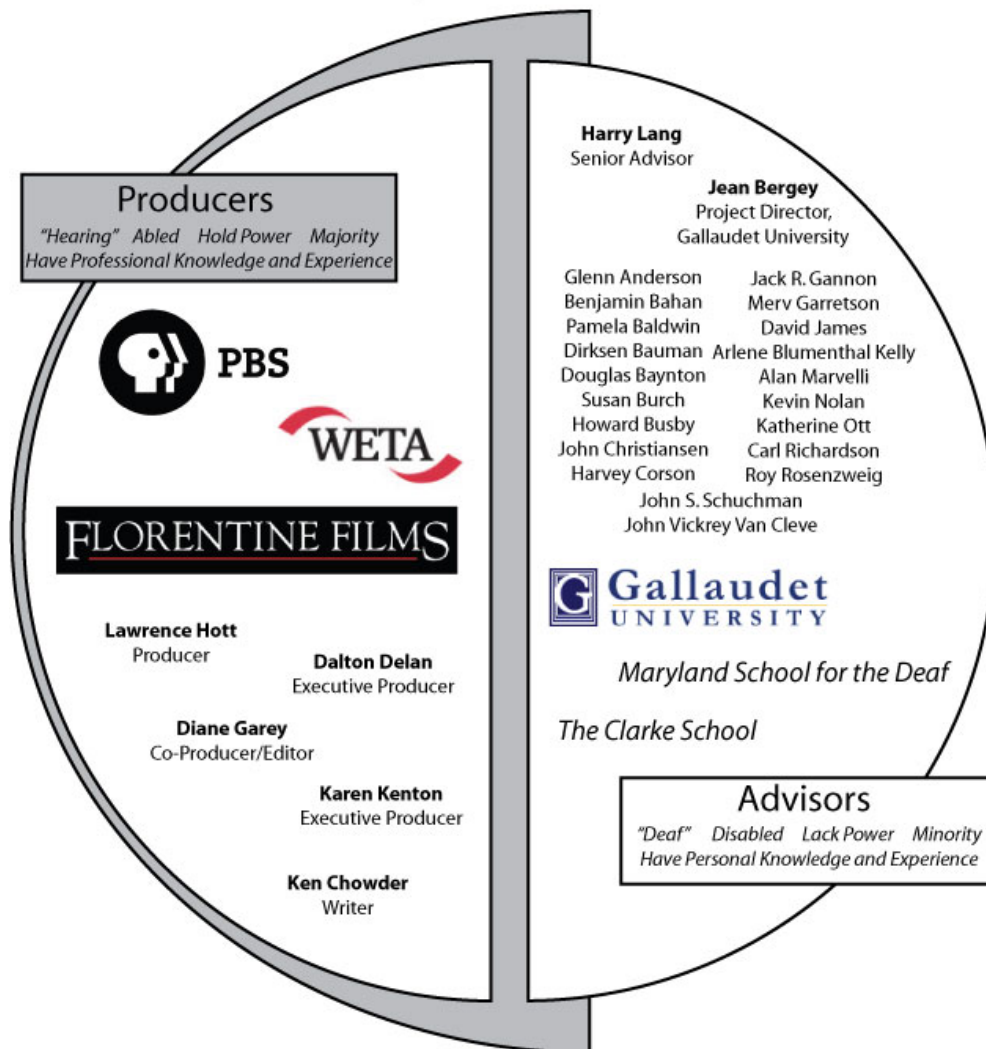 Producers
"Hearing" Abled Hold Power Majority
Have Professional Knowledge and Experience
PBS
WETA
FLORENTINE FILMS
Lawrence Hott
Producer
Dalton Delan
Executive Producer
Diane Garey
Co-Producer/Editor
Karen Kenton
Executive Producer
Ken Chowder
Writer
Harry Lang
Senior Advisor
Jean Bergey
Project Director,
Gallaudet University
Glenn Anderson
Benjamin Bahan
Pamela Baldwin
Dirksen Bauman
Douglas Baynton
Susan Burch
Howard Busby
John Christiansen
Harvey Corson
Jack R. Gannon
Merv Garretson
David James
Arlene Blumenthal Kelly
Alan Marvelli
Kevin Nolan
Katherine Ott
Carl Richardson
Roy Rosenzweig
John S. Schuchman
John Vickrey Van Cleve
G Gallaudet
UNIVERSITY
Maryland School for the Deaf
The Clarke School
Advisors
"Deaf" Disabled Lack Power Minority
Have Personal Knowledge and Experience